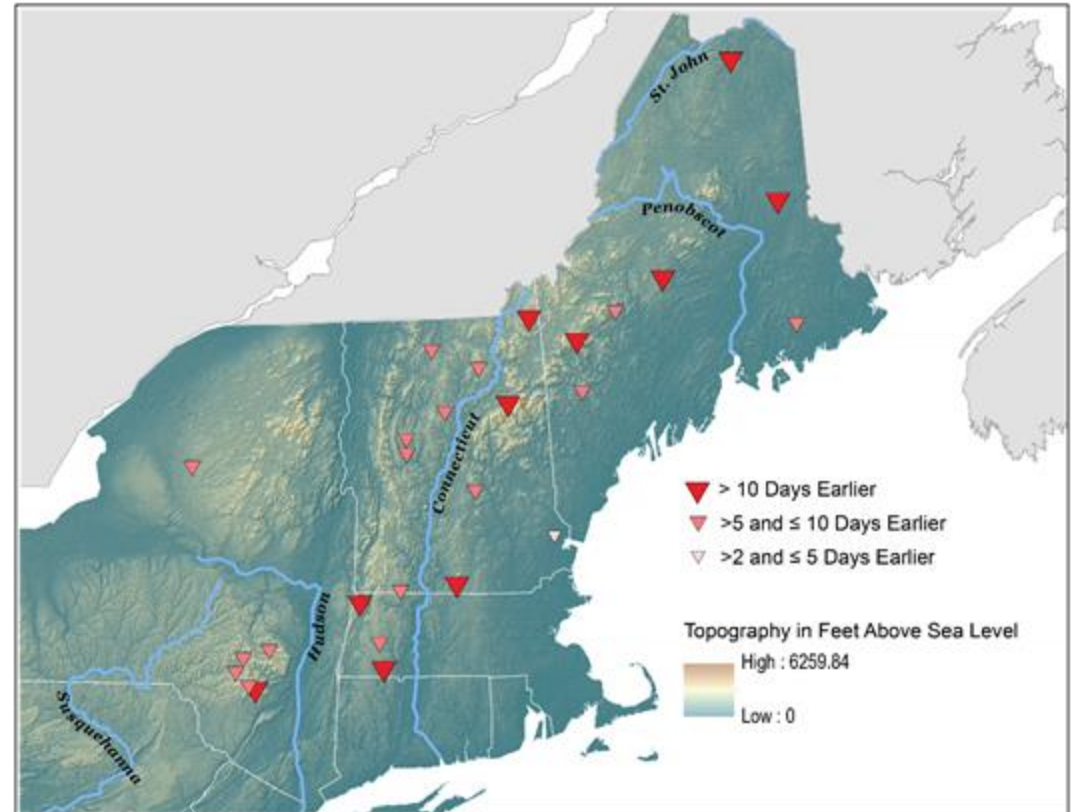 St. John
Penobscot
Connecticut
> 10 Days Earlier
>5 and ≤ 10 Days Earlier
>2 and ≤ 5 Days Earlier
Hudson
Topography in Feet Above Sea Level
High : 6259.84
Low : 0
Susquehanna